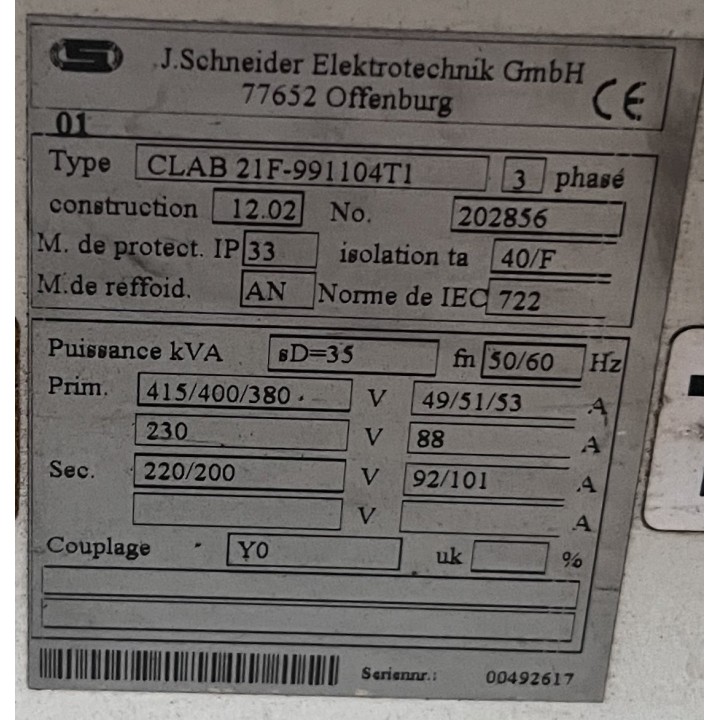 J.Schneider Elektrotechnik GmbH
77652 Offenburg
CE
01
Type CLAB 21F-991104T1 3 phasé
construction 12.02 No. 202856
M. de protect. IP 33 isolation ta 40/F
M.de reffoid. AN Norme de IEC 722
Puissance kVA sD=35 fn 50/60 Hz
Prim. 415/400/380 V 49/51/53 A
230 V 88 A
Sec. 220/200 V 92/101 A
V A
Couplage Y0 uk %
Seriennr.: 00492617